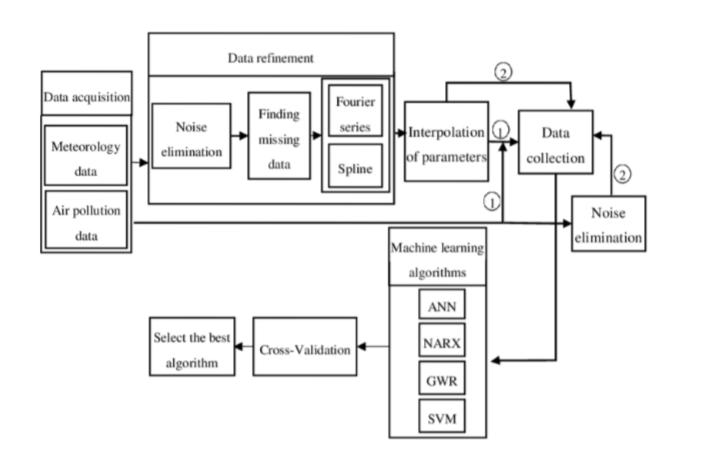 Data refinement
Data acquisition
Meteorology
data
Air pollution
data
Noise
elimination
Finding
missing
data
Fourier
series
Spline
Interpolation
of parameters
②
①
①
Data
collection
②
Noise
elimination
Machine learning
algorithms
ANN
NARX
GWR
SVM
Cross-Validation
Select the best
algorithm